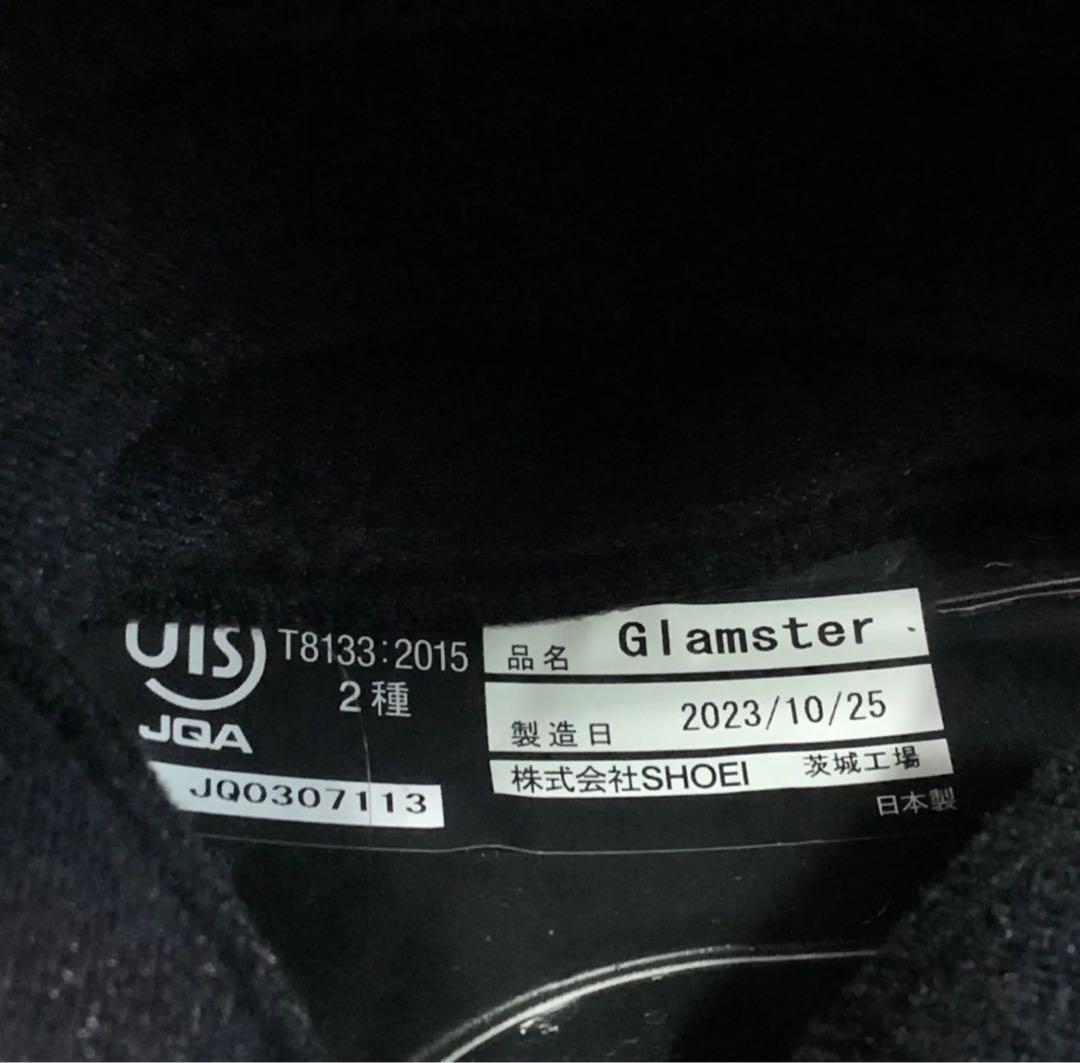 JIS T8133:2015
2種
JQA
JQ0307113
品名 Glamster
製造日 2023/10/25
株式会社SHOEI 茨城工場
日本製